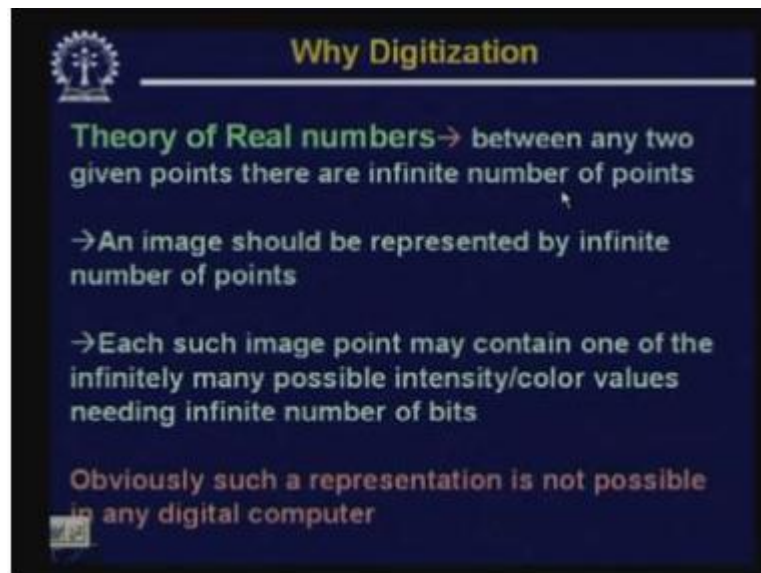 Why Digitization
Theory of Real numbers→ between any two
given points there are infinite number of points
→An image should be represented by infinite
number of points
→Each such image point may contain one of the
infinitely many possible intensity/color values
needing infinite number of bits
Obviously such a representation is not possible
in any digital computer